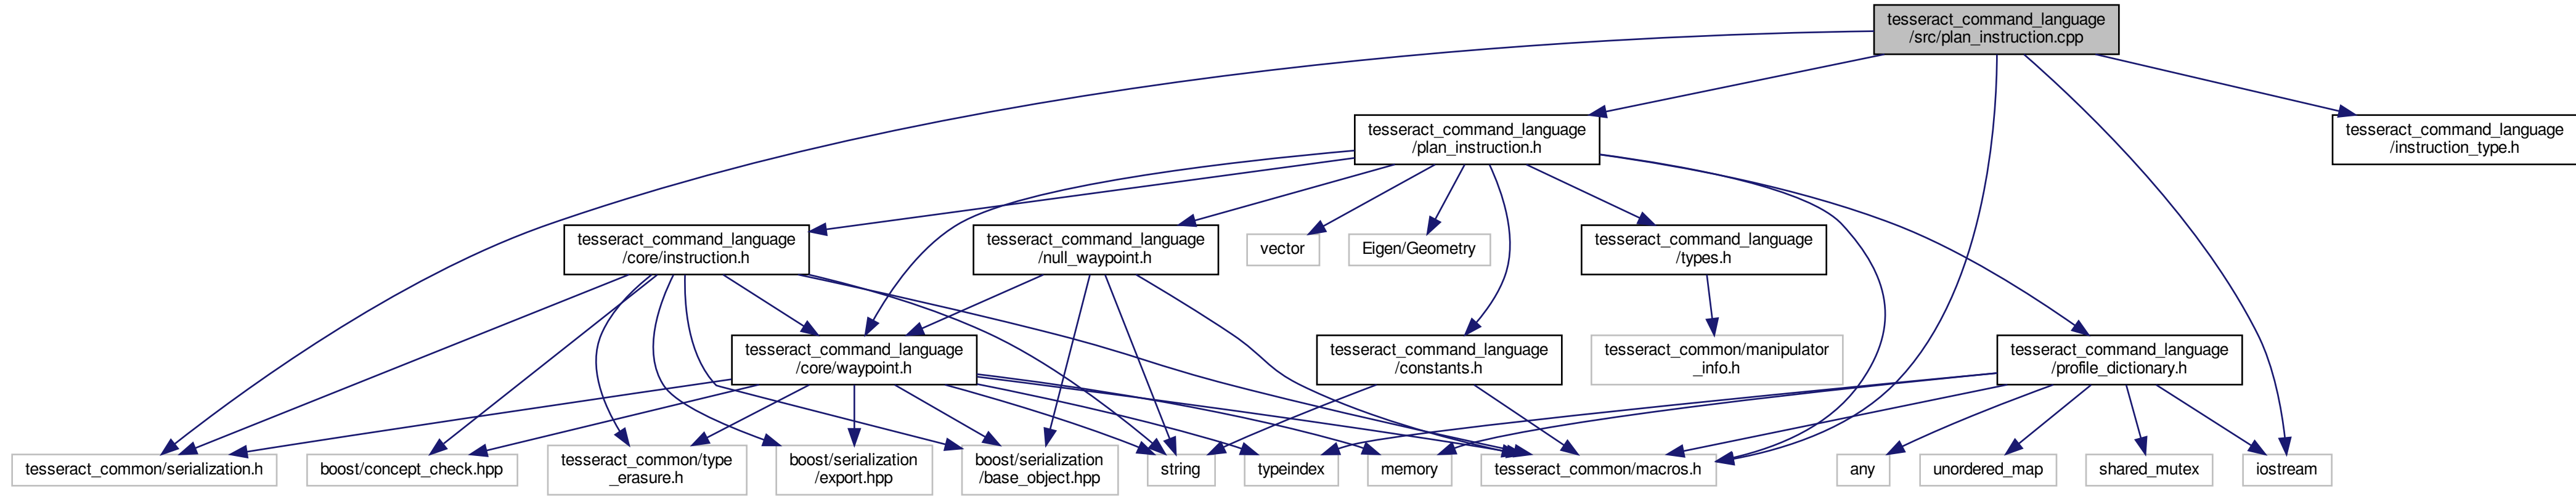 tesseract_command_language
/src/plan_instruction.cpp
tesseract_command_language
/plan_instruction.h
tesseract_command_language
/instruction_type.h
tesseract_command_language
/core/instruction.h
tesseract_command_language
/null_waypoint.h
vector
Eigen/Geometry
tesseract_command_language
/types.h
tesseract_command_language
/core/waypoint.h
tesseract_command_language
/constants.h
tesseract_common/manipulator
_info.h
tesseract_command_language
/profile_dictionary.h
tesseract_common/serialization.h
boost/concept_check.hpp
tesseract_common/type
_erasure.h
boost/serialization
/export.hpp
boost/serialization
/base_object.hpp
string
typeindex
memory
tesseract_common/macros.h
any
unordered_map
shared_mutex
iostream